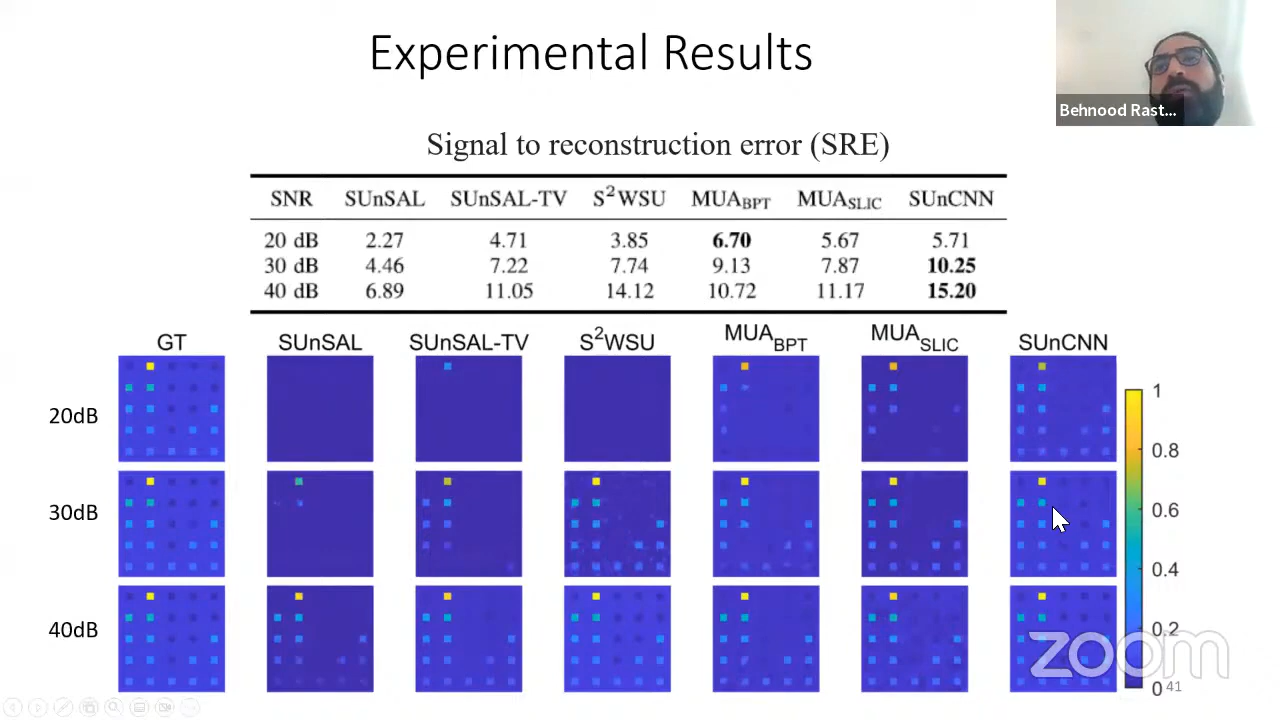 Experimental Results
Behnood Rast...
Signal to reconstruction error (SRE)
SNR SUnSAL SUnSAL-TV S²WSU MUA_BPT MUA_SLIC SUnCNN
20 dB 2.27 4.71 3.85 6.70 5.67 5.71
30 dB 4.46 7.22 7.74 9.13 7.87 10.25
40 dB 6.89 11.05 14.12 10.72 11.17 15.20
GT SUnSAL SUnSAL-TV S²WSU MUA_BPT MUA_SLIC SUnCNN
20dB
30dB
40dB
1
0.8
0.6
0.4
0.2
0
zoom
41